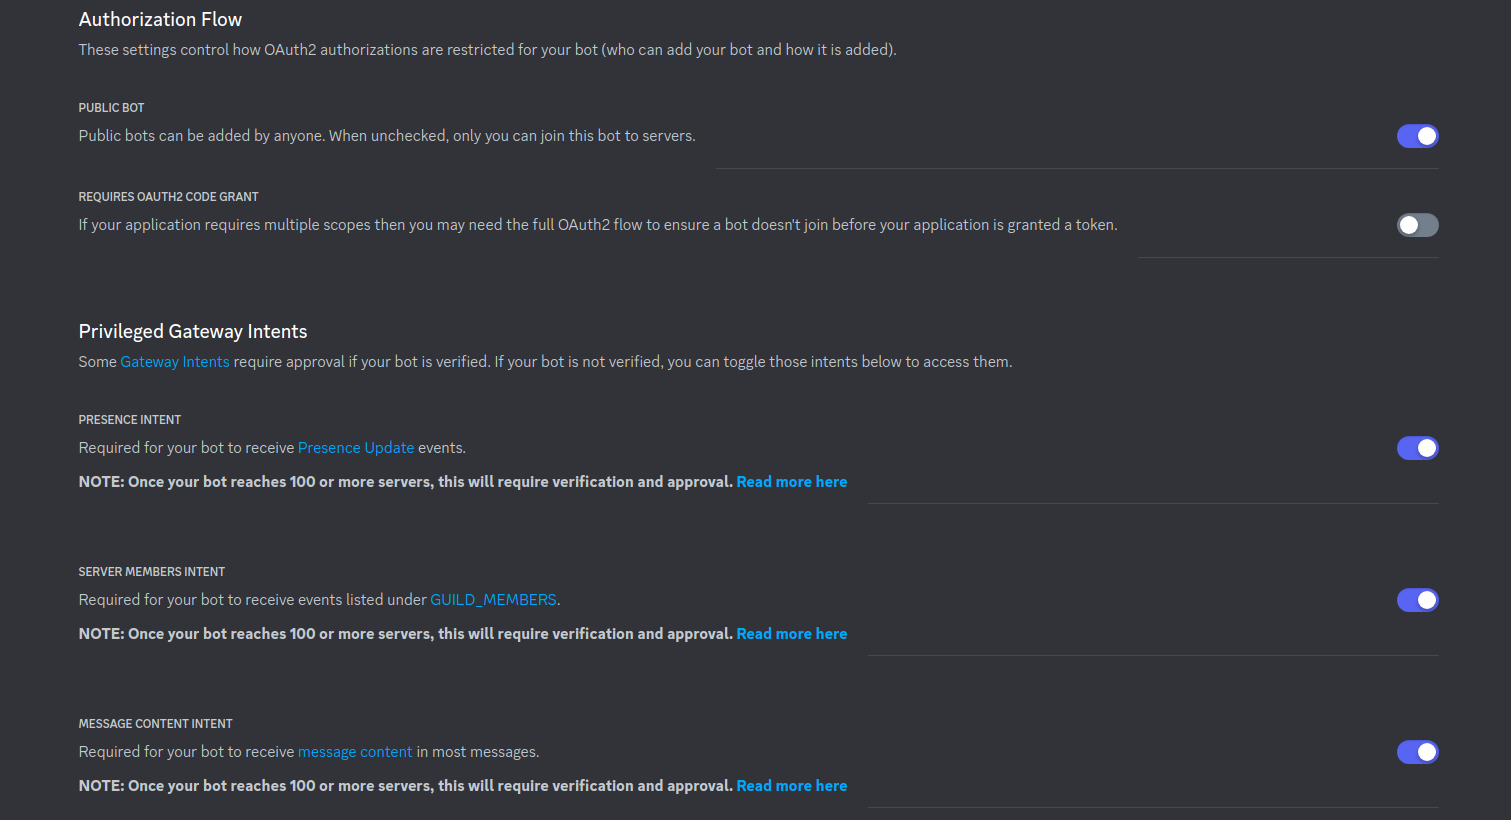 Authorization Flow
These settings control how OAuth2 authorizations are restricted for your bot (who can add your bot and how it is added).
PUBLIC BOT
Public bots can be added by anyone. When unchecked, only you can join this bot to servers.
REQUIRES OAUTH2 CODE GRANT
If your application requires multiple scopes then you may need the full OAuth2 flow to ensure a bot doesn't join before your application is granted a token.
Privileged Gateway Intents
Some Gateway Intents require approval if your bot is verified. If your bot is not verified, you can toggle those intents below to access them.
PRESENCE INTENT
Required for your bot to receive Presence Update events.
NOTE: Once your bot reaches 100 or more servers, this will require verification and approval. Read more here
SERVER MEMBERS INTENT
Required for your bot to receive events listed under GUILD_MEMBERS.
NOTE: Once your bot reaches 100 or more servers, this will require verification and approval. Read more here
MESSAGE CONTENT INTENT
Required for your bot to receive message content in most messages.
NOTE: Once your bot reaches 100 or more servers, this will require verification and approval. Read more here